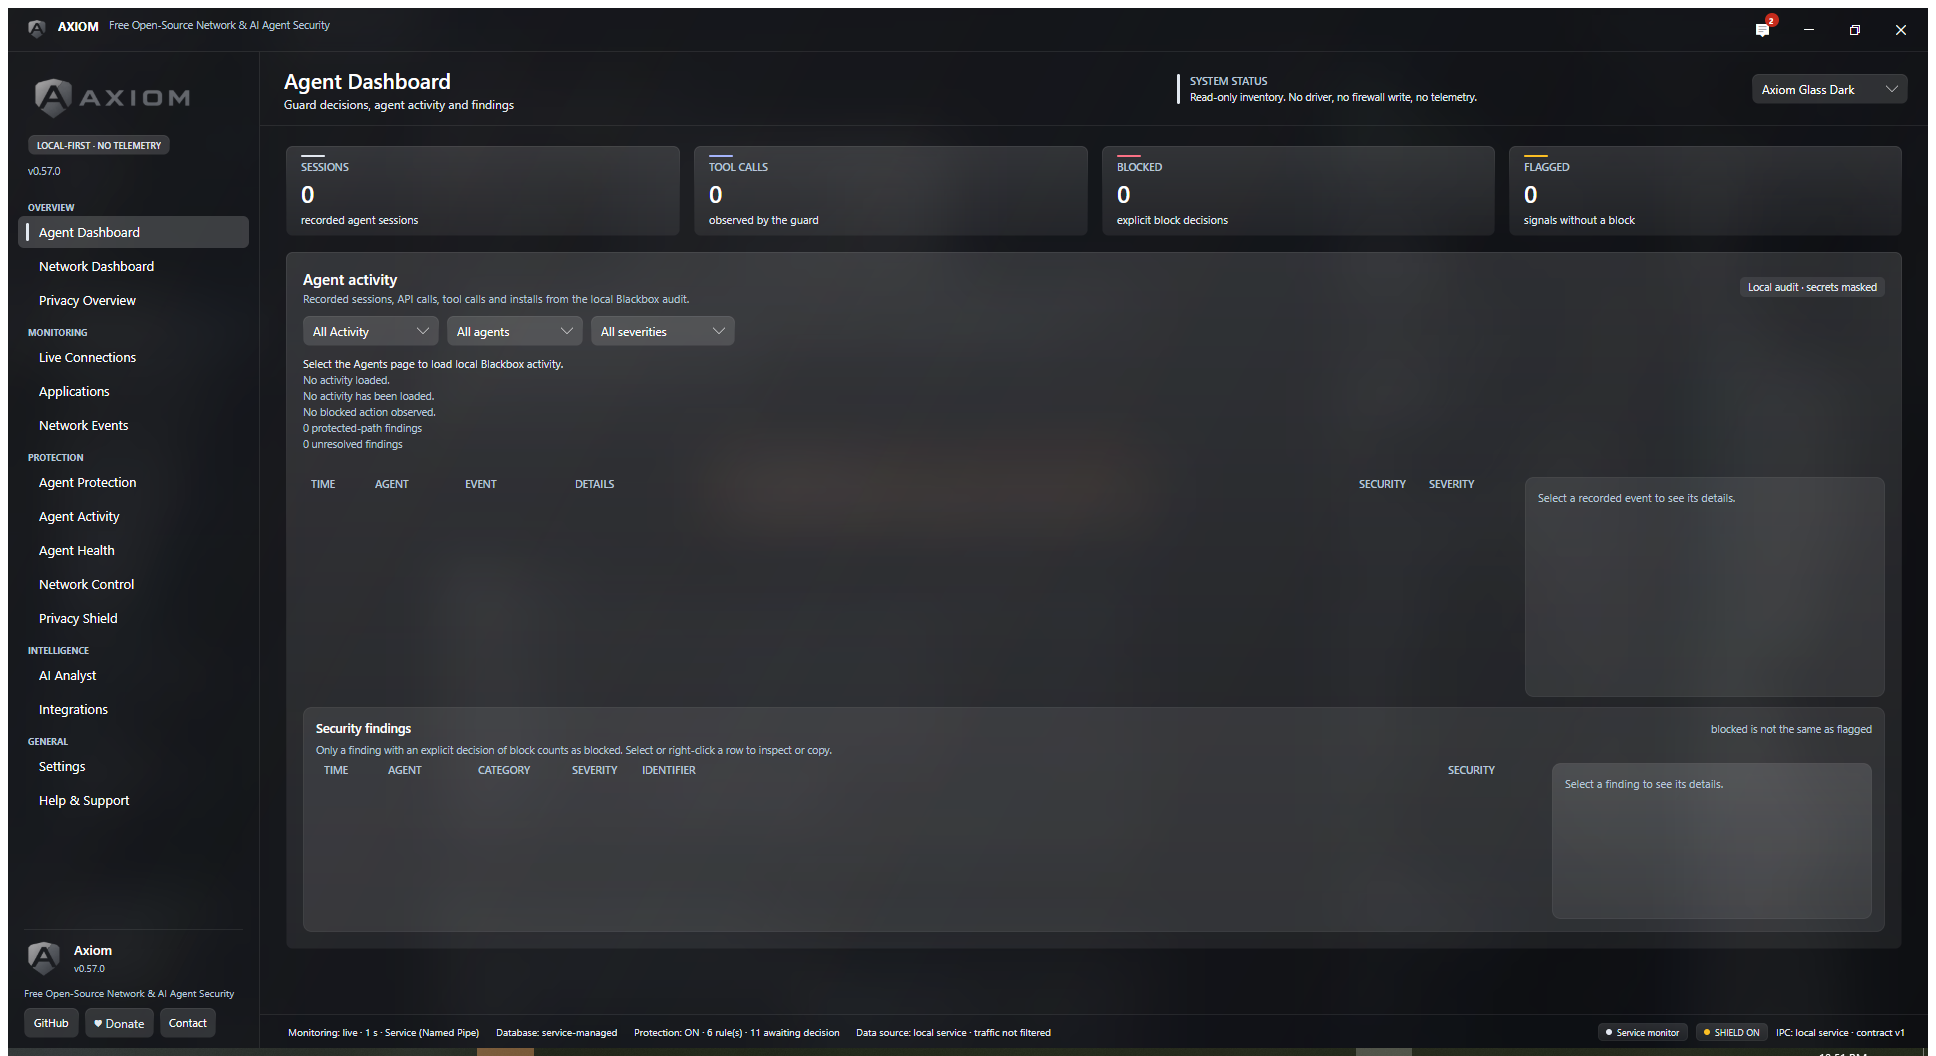 AXIOM Free Open-Source Network & AI Agent Security
2
AXIOM
LOCAL-FIRST · NO TELEMETRY
v0.57.0
OVERVIEW
Agent Dashboard
Network Dashboard
Privacy Overview
MONITORING
Live Connections
Applications
Network Events
PROTECTION
Agent Protection
Agent Activity
Agent Health
Network Control
Privacy Shield
INTELLIGENCE
AI Analyst
Integrations
GENERAL
Settings
Help & Support
Axiom
v0.57.0
Free Open-Source Network & AI Agent Security
GitHub
Donate
Contact
Agent Dashboard
Guard decisions, agent activity and findings
SYSTEM STATUS
Read-only inventory. No driver, no firewall write, no telemetry.
Axiom Glass Dark
SESSIONS
0
recorded agent sessions
TOOL CALLS
0
observed by the guard
BLOCKED
0
explicit block decisions
FLAGGED
0
signals without a block
Agent activity
Recorded sessions, API calls, tool calls and installs from the local Blackbox audit.
Local audit · secrets masked
All Activity
All agents
All severities
Select the Agents page to load local Blackbox activity.
No activity loaded.
No activity has been loaded.
No blocked action observed.
0 protected-path findings
0 unresolved findings
TIME AGENT EVENT DETAILS SECURITY SEVERITY
Select a recorded event to see its details.
Security findings
blocked is not the same as flagged
Only a finding with an explicit decision of block counts as blocked. Select or right-click a row to inspect or copy.
TIME AGENT CATEGORY SEVERITY IDENTIFIER SECURITY
Select a finding to see its details.
Monitoring: live · 1 s · Service (Named Pipe) Database: service-managed Protection: ON · 6 rule(s) · 11 awaiting decision Data source: local service · traffic not filtered
Service monitor
SHIELD ON
IPC: local service · contract v1